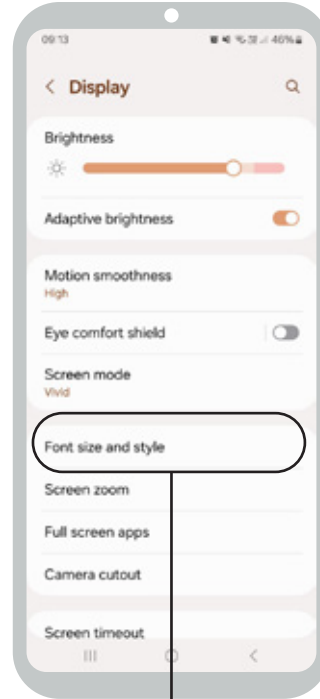 09:13 46%
Display
Brightness
Adaptive brightness
Motion smoothness
High
Eye comfort shield
Screen mode
Vivid
Font size and style
Screen zoom
Full screen apps
Camera cutout
Screen timeout